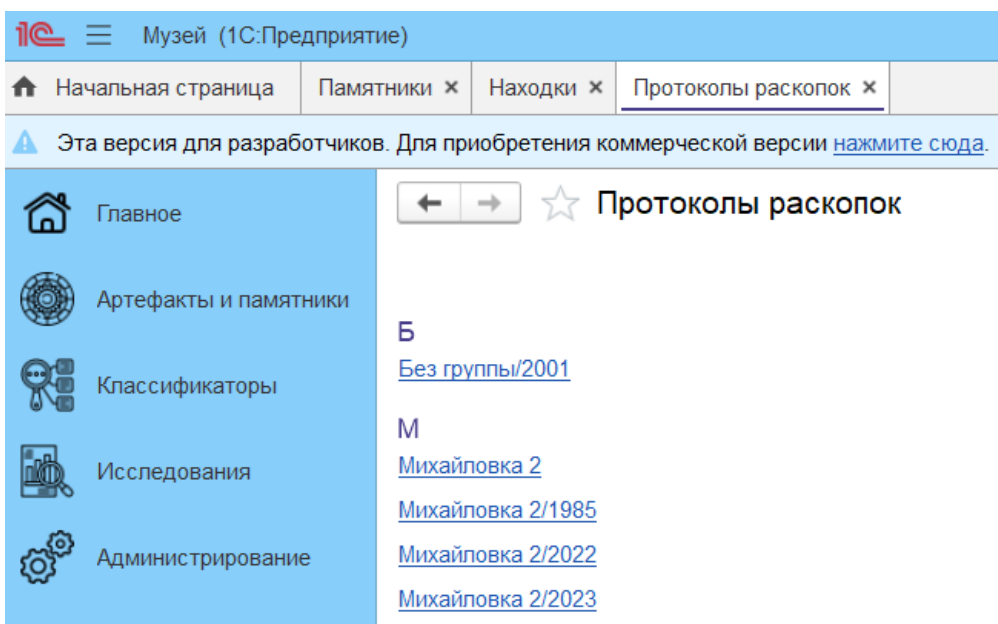 1С Музей (1С:Предприятие)
Начальная страница Памятники × Находки × Протоколы раскопок ×
Эта версия для разработчиков. Для приобретения коммерческой версии нажмите сюда.
Главное
Артефакты и памятники
Классификаторы
Исследования
Администрирование
Протоколы раскопок
Б
Без группы/2001
М
Михайловка 2
Михайловка 2/1985
Михайловка 2/2022
Михайловка 2/2023